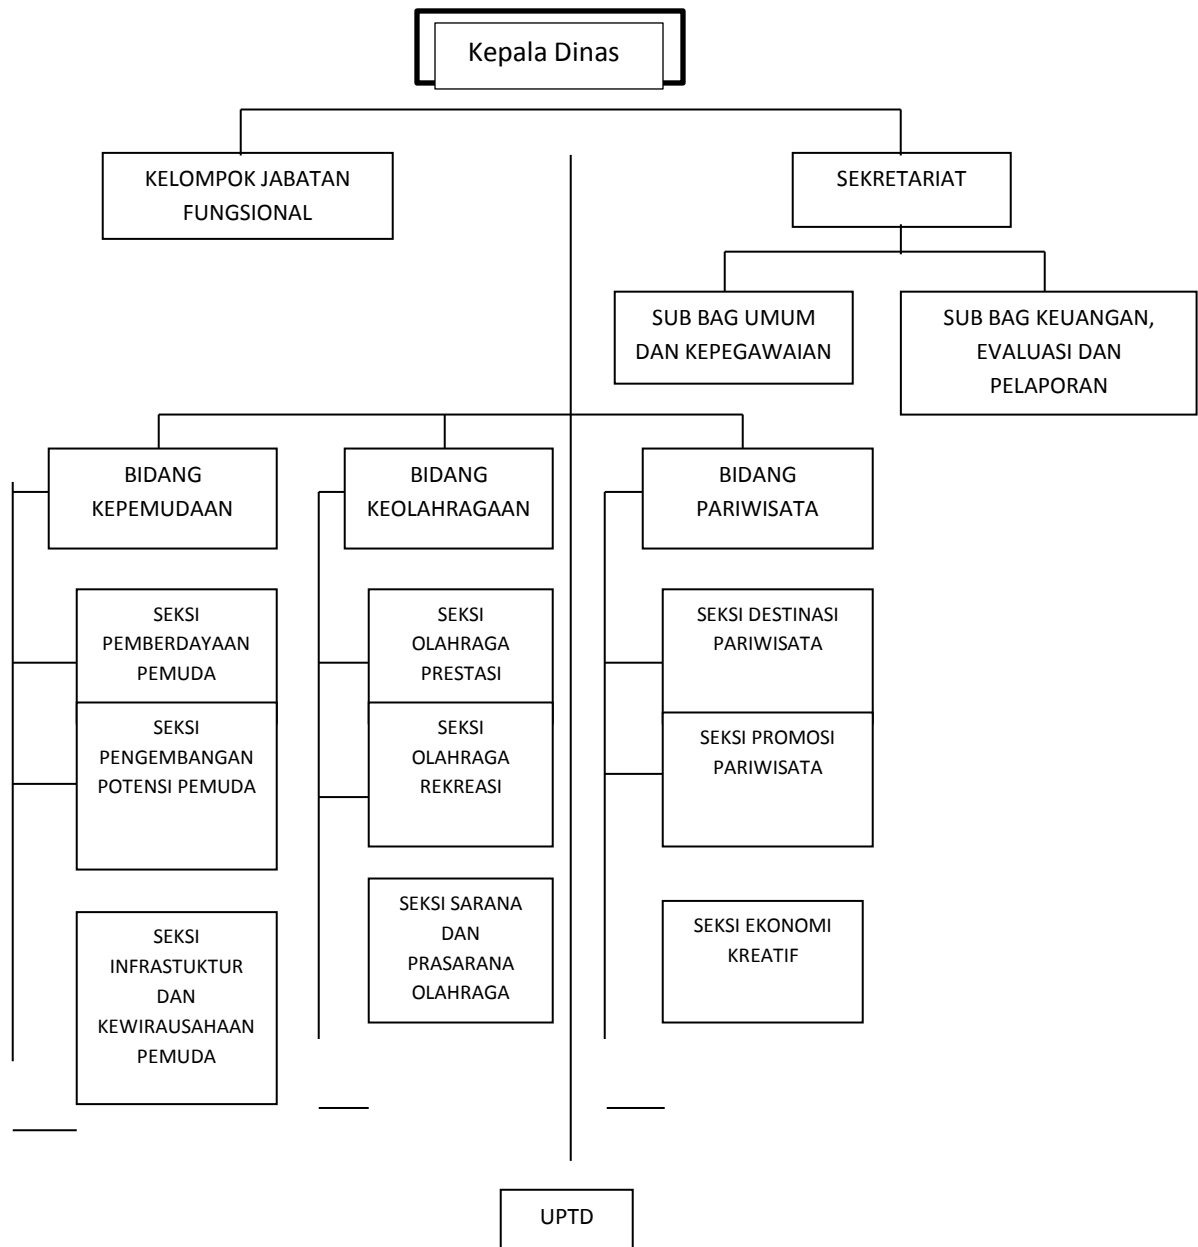 Kepala Dinas
KELOMPOK JABATAN
FUNGSIONAL
SEKRETARIAT
SUB BAG UMUM
DAN KEPEGAWAIAN
SUB BAG KEUANGAN,
EVALUASI DAN
PELAPORAN
BIDANG
KEPEMUDAAN
BIDANG
KEOLAHRAGAAN
BIDANG
PARIWISATA
SEKSI
PEMBERDAYAAN
PEMUDA
SEKSI
PENGEMBANGAN
POTENSI PEMUDA
SEKSI
INFRASTUKTUR
DAN
KEWIRAUSAHAAN
PEMUDA
SEKSI
OLAHRAGA
PRESTASI
SEKSI
OLAHRAGA
REKREASI
SEKSI SARANA
DAN
PRASARANA
OLAHRAGA
SEKSI DESTINASI
PARIWISATA
SEKSI PROMOSI
PARIWISATA
SEKSI EKONOMI
KREATIF
UPTD